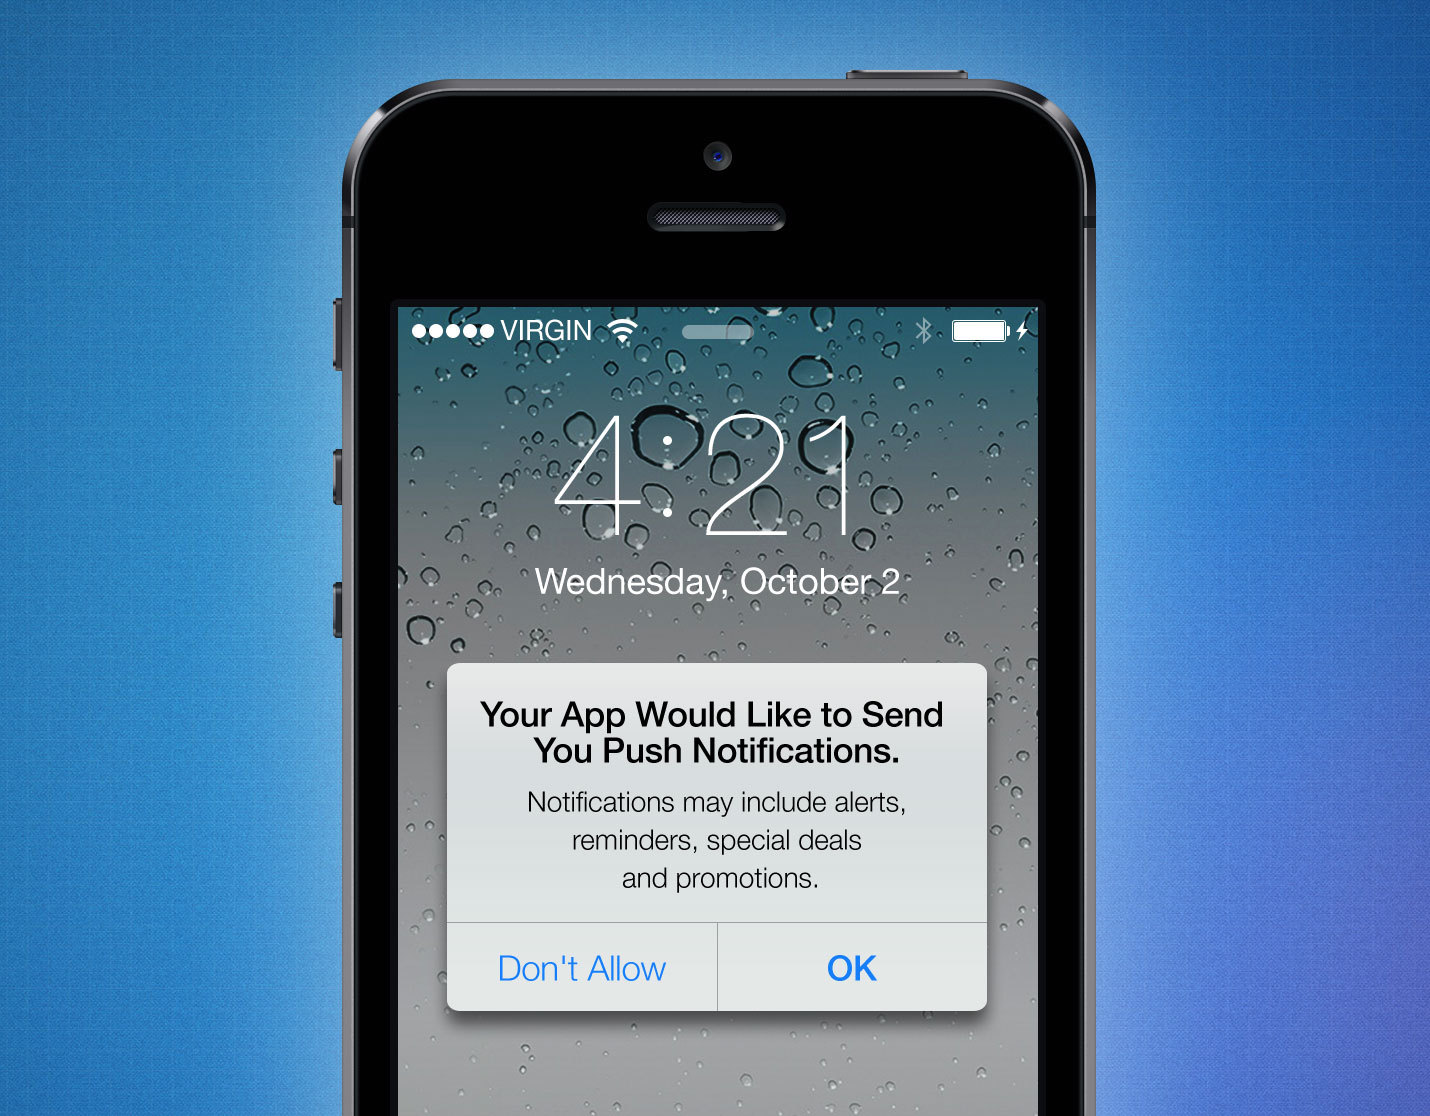 VIRGIN
4:21
Wednesday, October 2
Your App Would Like to Send
You Push Notifications.
Notifications may include alerts,
reminders, special deals
and promotions.
Don't Allow
OK